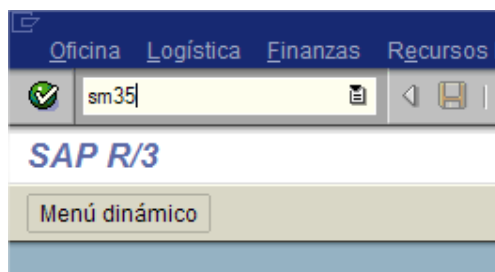 Oficina Logística Finanzas Recursos
sm35
SAP R/3
Menú dinámico